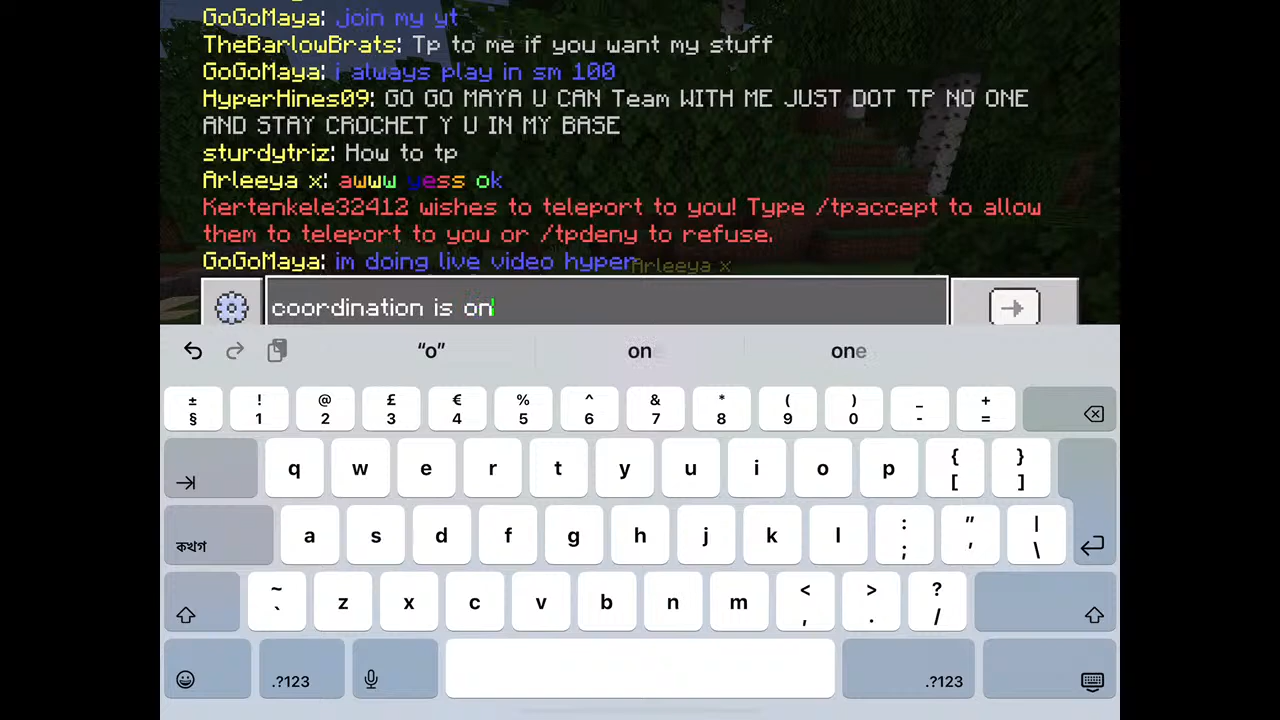 GoGoMaya: join my yt
TheBarlowBrats: Tp to me if you want my stuff
GoGoMaya: i always play in sm 100
HyperHines09: GO GO MAYA U CAN Team WITH ME JUST DOT TP NO ONE
AND STAY CROCHET Y U IN MY BASE
sturdytriz: How to tp
Arleeya x: awww yess ok
Kertenkele32412 wishes to teleport to you! Type /tpaccept to allow
them to teleport to you or /tpdeny to refuse.
GoGoMaya: im doing live video hyper
Arleeya x
coordination is on
“o” on one
± ! @ £ € % ^ & * ( ) _ +
§ 1 2 3 4 5 6 7 8 9 0 - =
q w e r t y u i o p { }
[ ]
কখগ a s d f g h j k l : " |
; ' \
~ z x c v b n m < > ?
` , . /
.?123 .?123